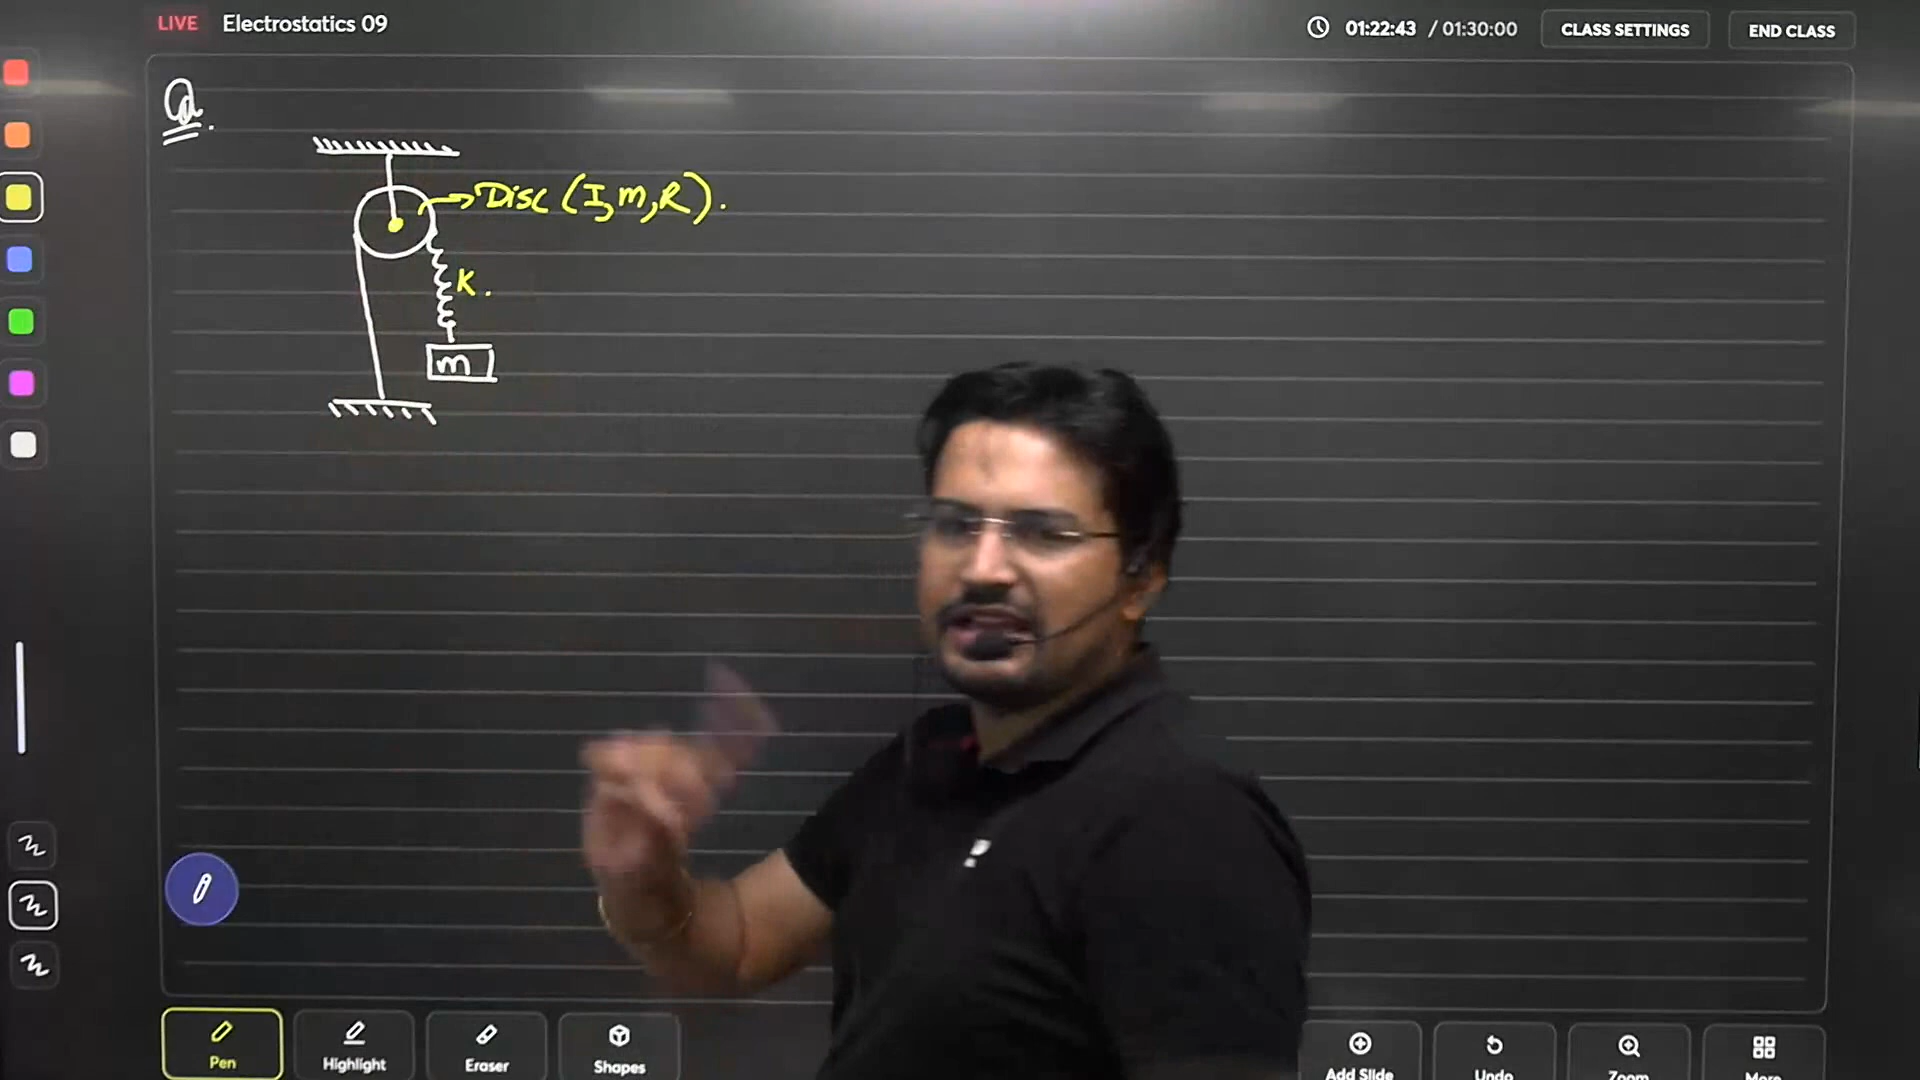 LIVE Electrostatics 09
01:22:43 / 01:30:00
CLASS SETTINGS
END CLASS
Q.
Disc (I, m, R).
K.
m
Pen
Highlight
Eraser
Shapes
Add Slide
Undo
Zoom
More